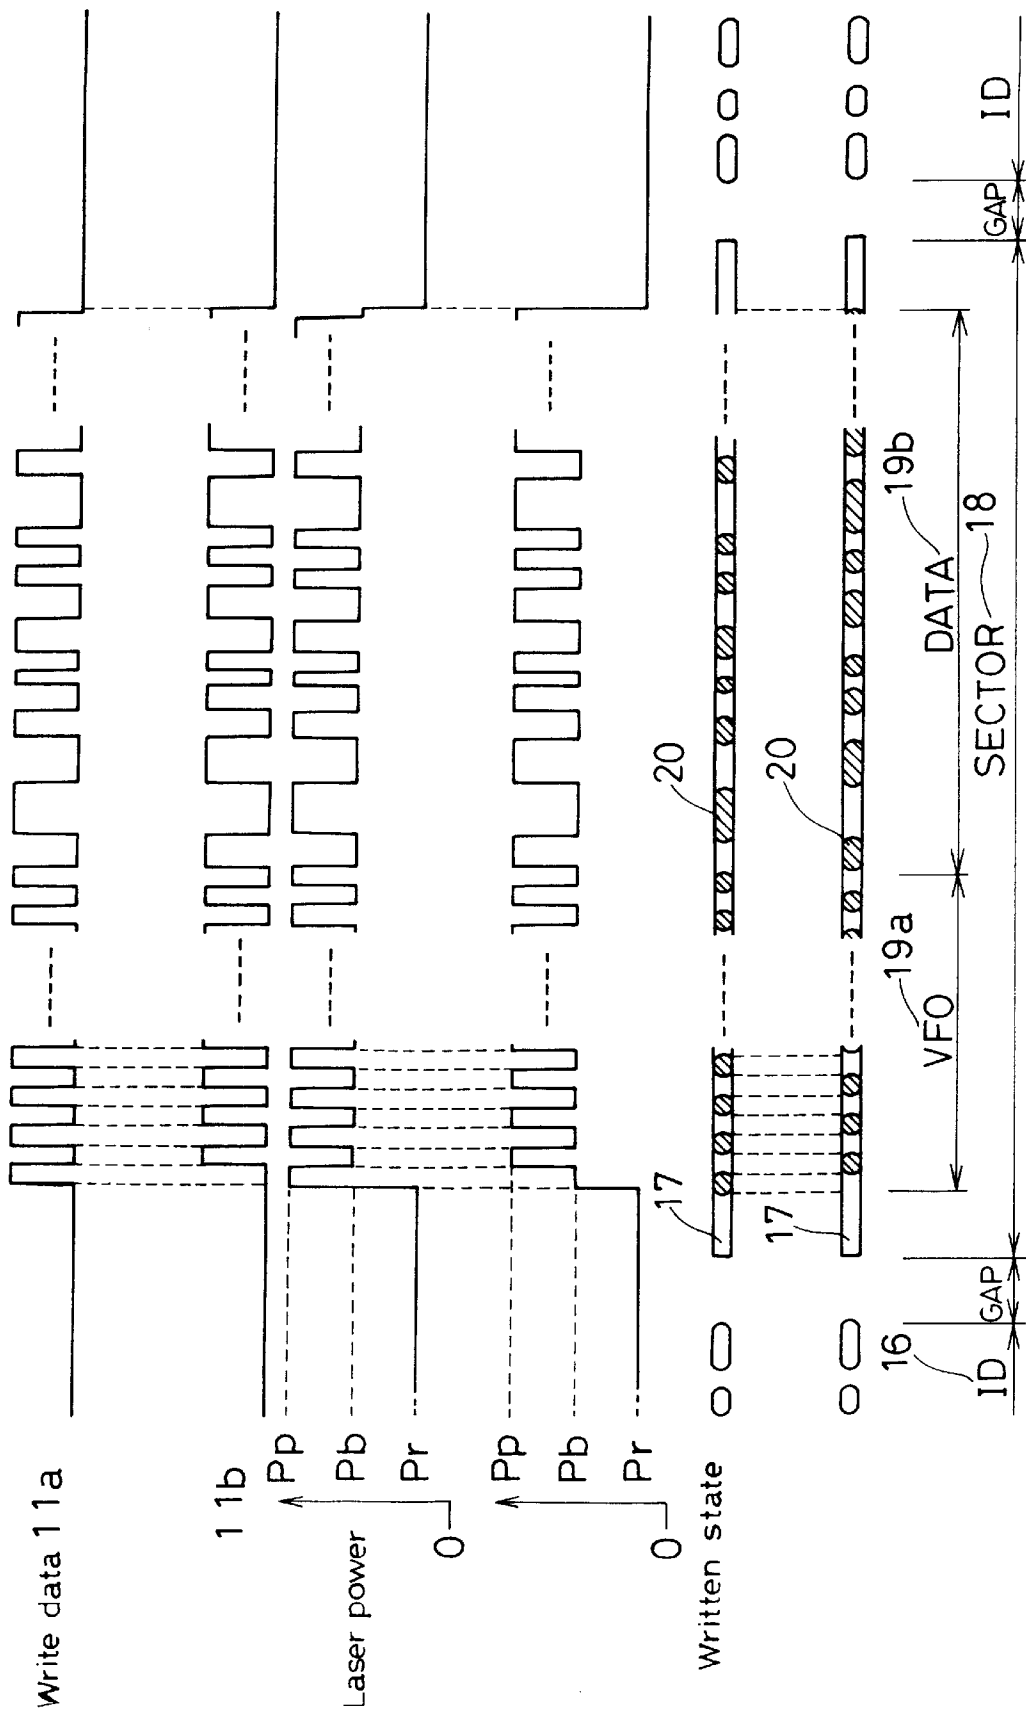 Write data 11a
11b
Laser power
Pp
Pb
Pr
0
Pp
Pb
Pr
0
Written state
17
20
17
20
16
19a
19b
ID
GAP
VFO
DATA
SECTOR
18
GAP
ID